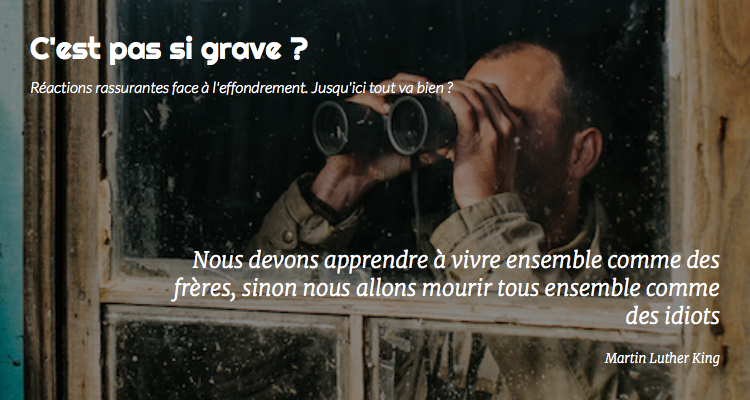 C'est pas si grave ?
Réactions rassurantes face à l'effondrement. Jusqu'ici tout va bien ?
Nous devons apprendre à vivre ensemble comme des
frères, sinon nous allons mourir tous ensemble comme
des idiots
Martin Luther King